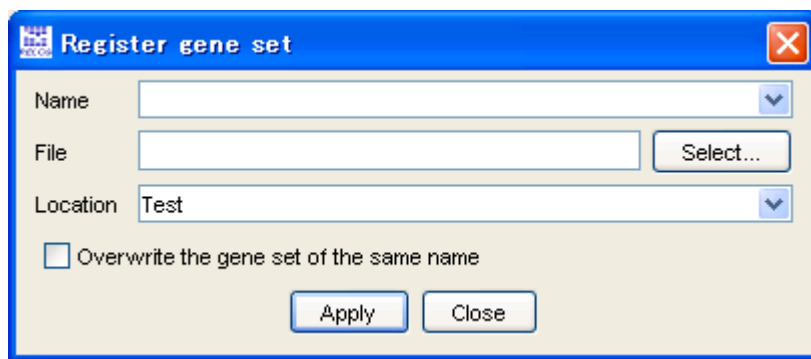 Register gene set
Name
File Select...
Location Test
Overwrite the gene set of the same name
Apply Close